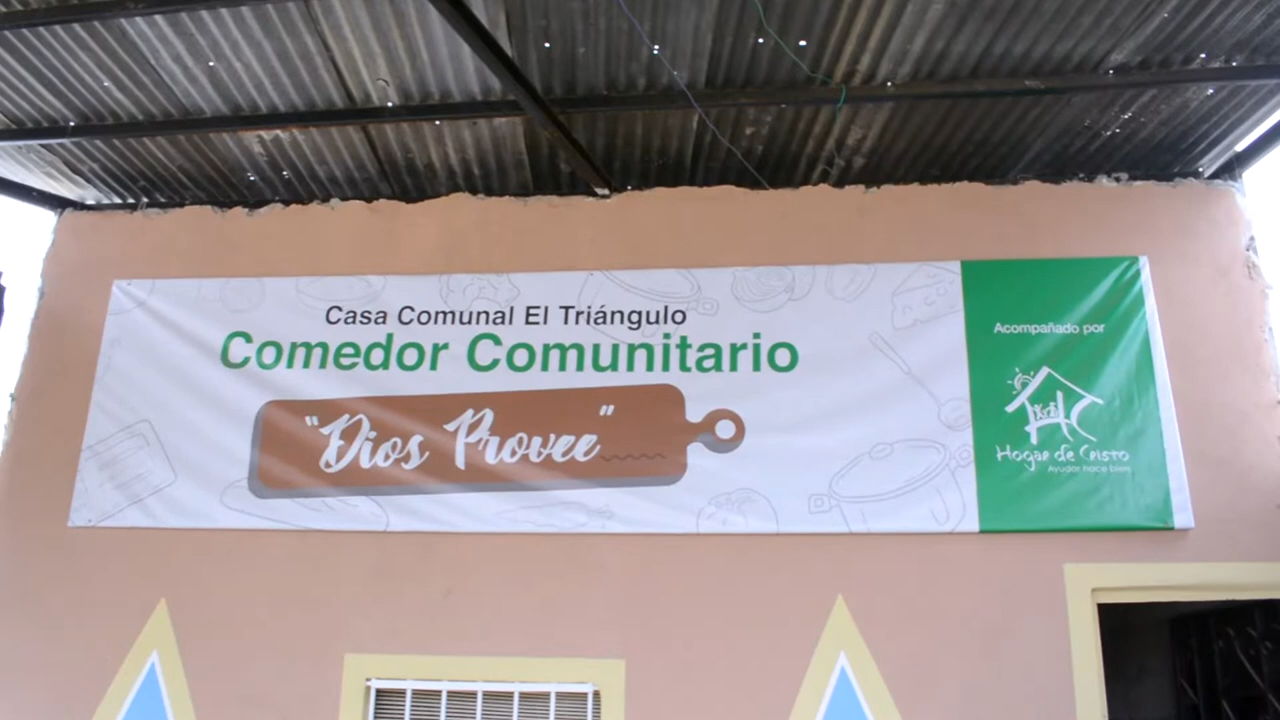 Casa Comunal El Triángulo
Comedor Comunitario
"Dios Provee"
Acompañado por
Hogar de Cristo
Ayudar hace bien